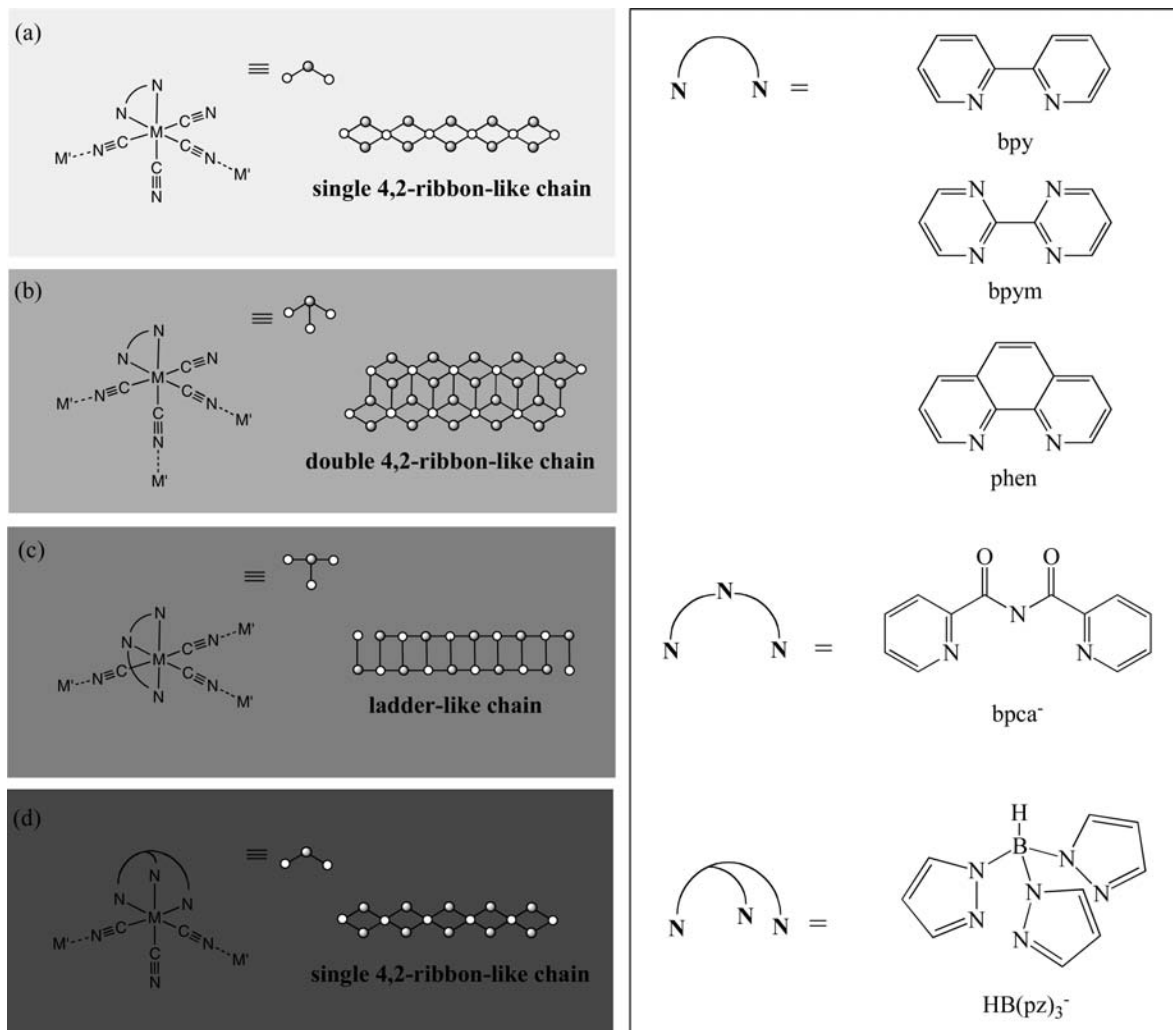 (a)
≡
N
N
M C≡N
M' N≡C C≡N M'
C≡N
single 4,2-ribbon-like chain
(b)
≡
N
N
M C≡N
M' N≡C C≡N M'
C≡N
M'
double 4,2-ribbon-like chain
(c)
≡
N
N M C≡N M'
M' N≡C C≡N M'
N
ladder-like chain
(d)
≡
N
N N
M
M' N≡C C≡N M'
C≡N
single 4,2-ribbon-like chain
N N =
N N
bpy
N N
N N
bpym
N N
phen
O O
N
N N =
N
N N
bpca⁻
H
B
N N N
N N =
N N N
HB(pz)₃⁻